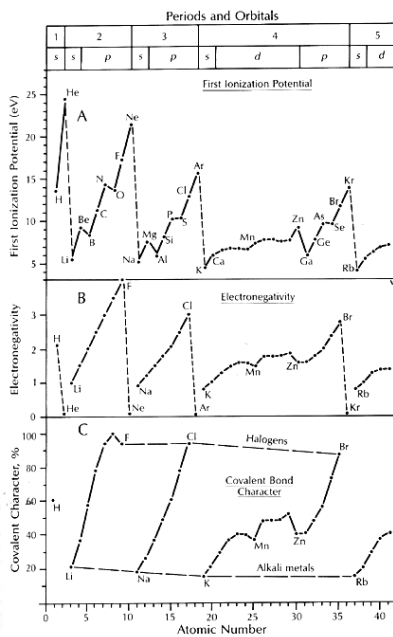 Periods and Orbitals
1 2 3 4 5
s s p s p s d p s d
First Ionization Potential
First Ionization Potential (eV)
25
20
15
10
5
A
He
H
Li
Be
B
C
N
O
F
Ne
Na
Mg
Al
Si
P
S
Cl
Ar
K
Ca
Mn
Zn
Ga
Ge
As
Se
Br
Kr
Rb
Electronegativity
Electronegativity
3
2
1
0
B
H
He
Li
F
Ne
Na
Cl
Ar
K
Mn
Zn
Br
Kr
Rb
Covalent Character, %
100
80
60
40
20
0
C
H
Li
F
Na
Cl
Halogens
Br
Covalent Bond
Character
K
Mn
Zn
Alkali metals
Rb
0 5 10 15 20 25 30 35 40
Atomic Number